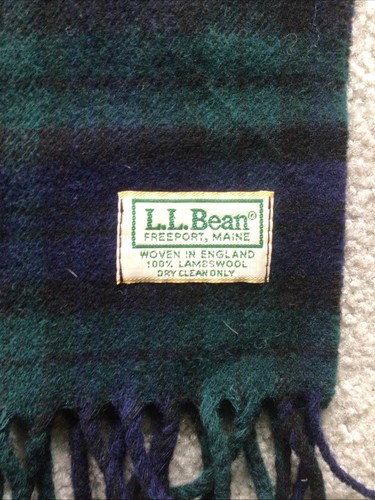 L.L.Bean®
FREEPORT, MAINE
WOVEN IN ENGLAND
100% LAMBSWOOL
DRY CLEAN ONLY